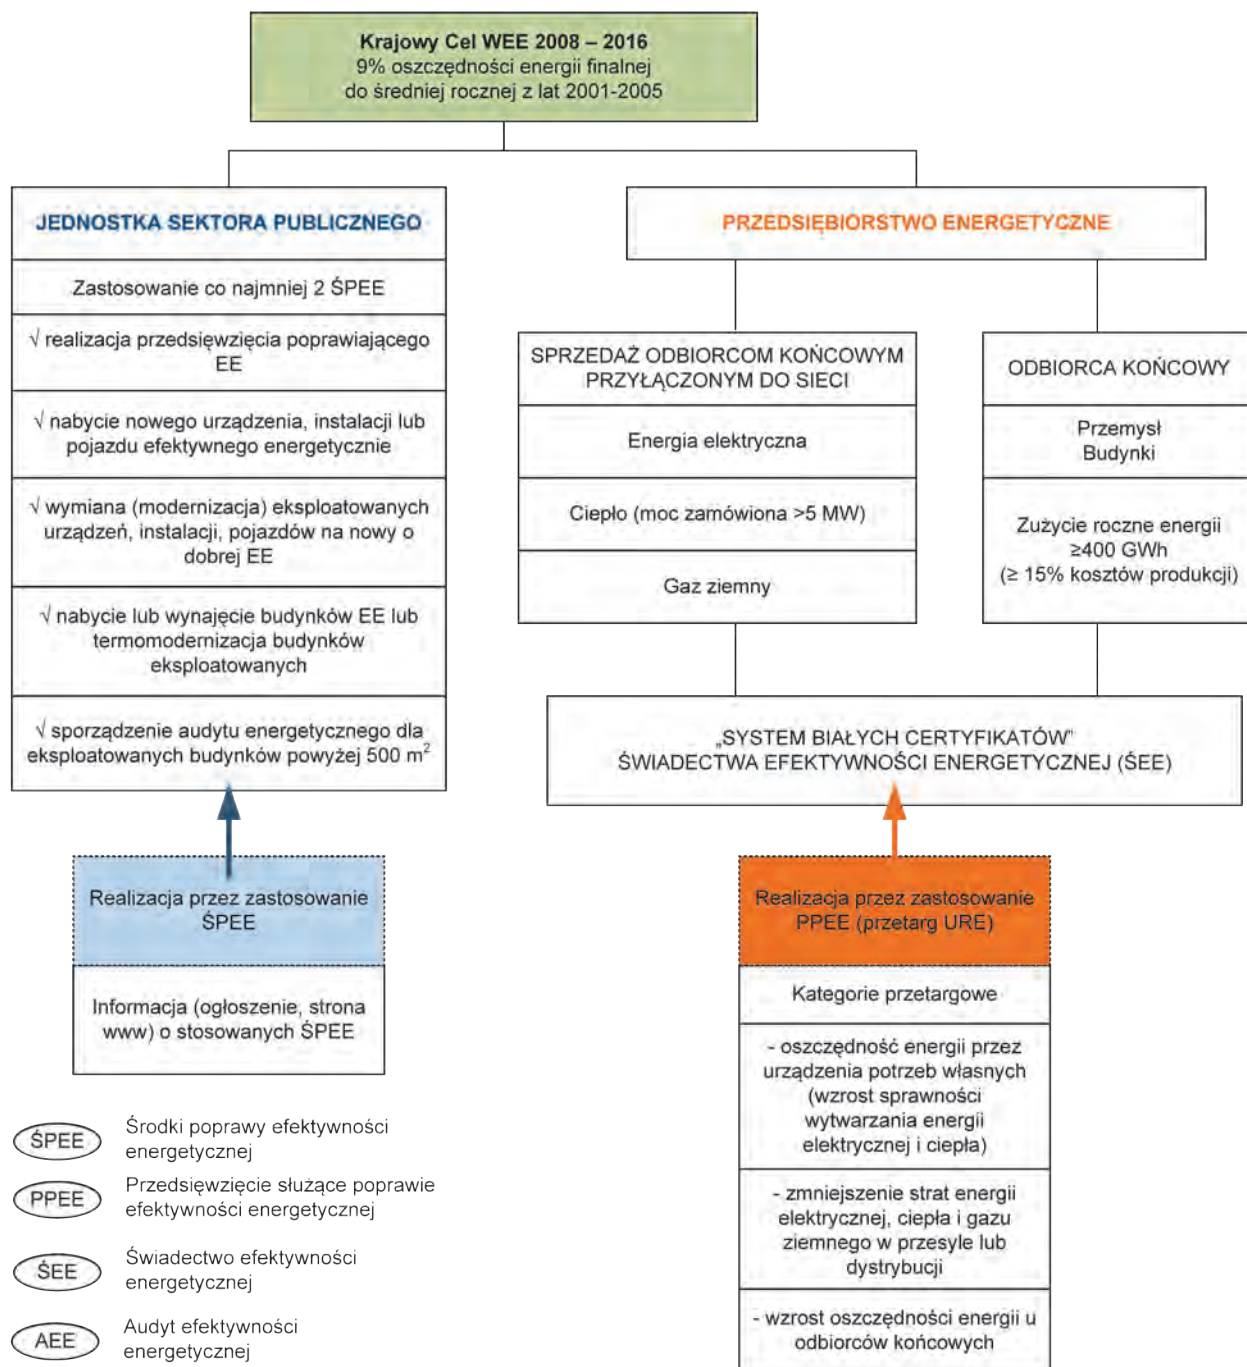 Krajowy Cel WEE 2008 – 2016
9% oszczędności energii finalnej
do średniej rocznej z lat 2001-2005
JEDNOSTKA SEKTORA PUBLICZNEGO
Zastosowanie co najmniej 2 ŚPEE
√ realizacja przedsięwzięcia poprawiającego
EE
√ nabycie nowego urządzenia, instalacji lub
pojazdu efektywnego energetycznie
√ wymiana (modernizacja) eksploatowanych
urządzeń, instalacji, pojazdów na nowy o
dobrej EE
√ nabycie lub wynajęcie budynków EE lub
termomodernizacja budynków
eksploatowanych
√ sporządzenie audytu energetycznego dla
eksploatowanych budynków powyżej 500 m²
Realizacja przez zastosowanie
ŚPEE
Informacja (ogłoszenie, strona
www) o stosowanych ŚPEE
PRZEDSIĘBIORSTWO ENERGETYCZNE
SPRZEDAŻ ODBIORCOM KOŃCOWYM
PRZYŁĄCZONYM DO SIECI
Energia elektryczna
Ciepło (moc zamówiona >5 MW)
Gaz ziemny
ODBIORCA KOŃCOWY
Przemysł
Budynki
Zużycie roczne energii
≥400 GWh
(≥ 15% kosztów produkcji)
„SYSTEM BIAŁYCH CERTYFIKATÓW”
ŚWIADECTWA EFEKTYWNOŚCI ENERGETYCZNEJ (ŚEE)
Realizacja przez zastosowanie
PPEE (przetarg URE)
Kategorie przetargowe
- oszczędność energii przez
urządzenia potrzeb własnych
(wzrost sprawności
wytwarzania energii
elektrycznej i ciepła)
- zmniejszenie strat energii
elektrycznej, ciepła i gazu
ziemnego w przesyle lub
dystrybucji
- wzrost oszczędności energii u
odbiorców końcowych
ŚPEE
Środki poprawy efektywności
energetycznej
PPEE
Przedsięwzięcie służące poprawie
efektywności energetycznej
ŚEE
Świadectwo efektywności
energetycznej
AEE
Audyt efektywności
energetycznej